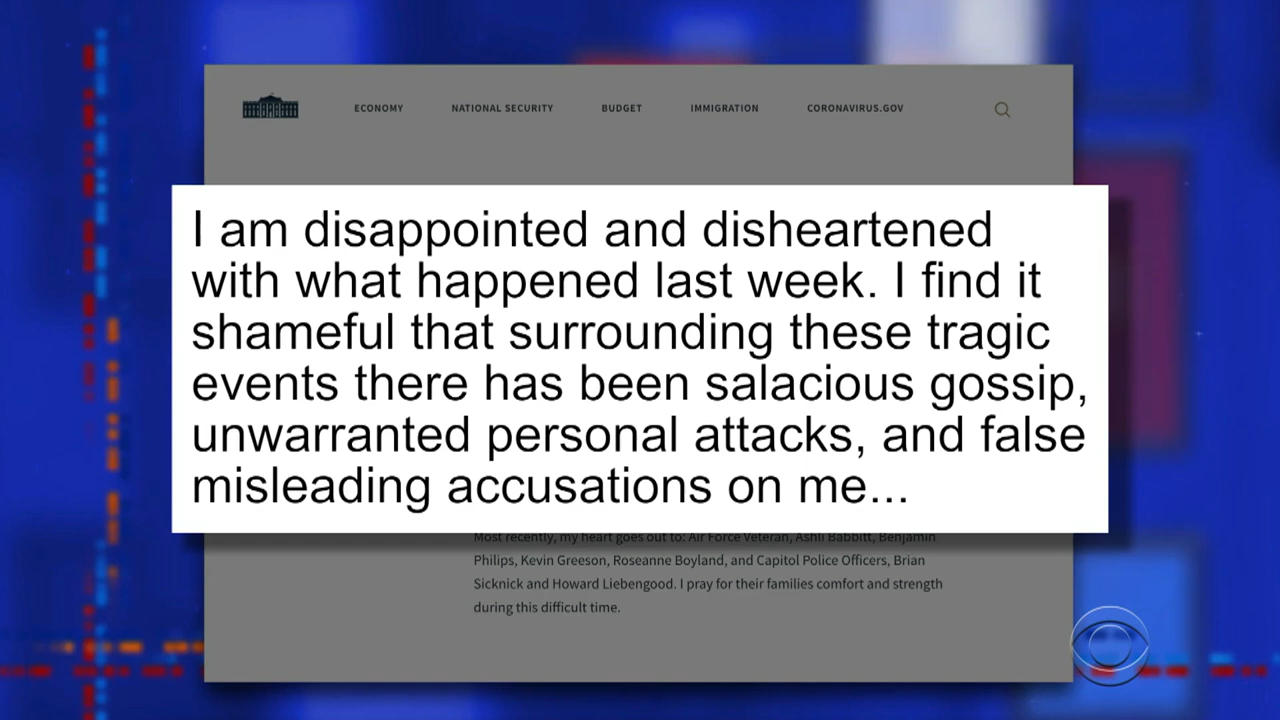 ECONOMY NATIONAL SECURITY BUDGET IMMIGRATION CORONAVIRUS.GOV
I am disappointed and disheartened
with what happened last week. I find it
shameful that surrounding these tragic
events there has been salacious gossip,
unwarranted personal attacks, and false
misleading accusations on me...
Most recently, my heart goes out to: Air Force Veteran, Ashli Babbitt, Benjamin
Philips, Kevin Greeson, Roseanne Boyland, and Capitol Police Officers, Brian
Sicknick and Howard Liebengood. I pray for their families comfort and strength
during this difficult time.